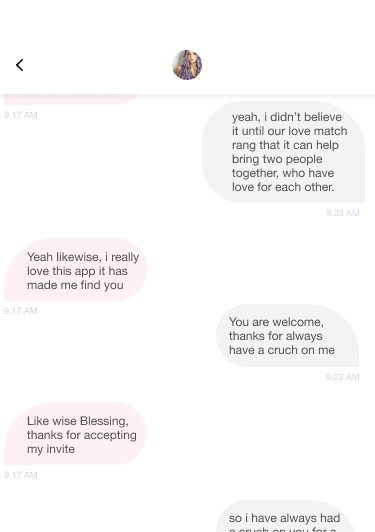 9:17 AM
yeah, i didn't believe
it until our love match
rang that it can help
bring two people
together, who have
love for each other.
9:23 AM
Yeah likewise, i really
love this app it has
made me find you
9:17 AM
You are welcome,
thanks for always
have a cruch on me
9:23 AM
Like wise Blessing,
thanks for accepting
my invite
9:17 AM
so i have always had
a cruch on you for a